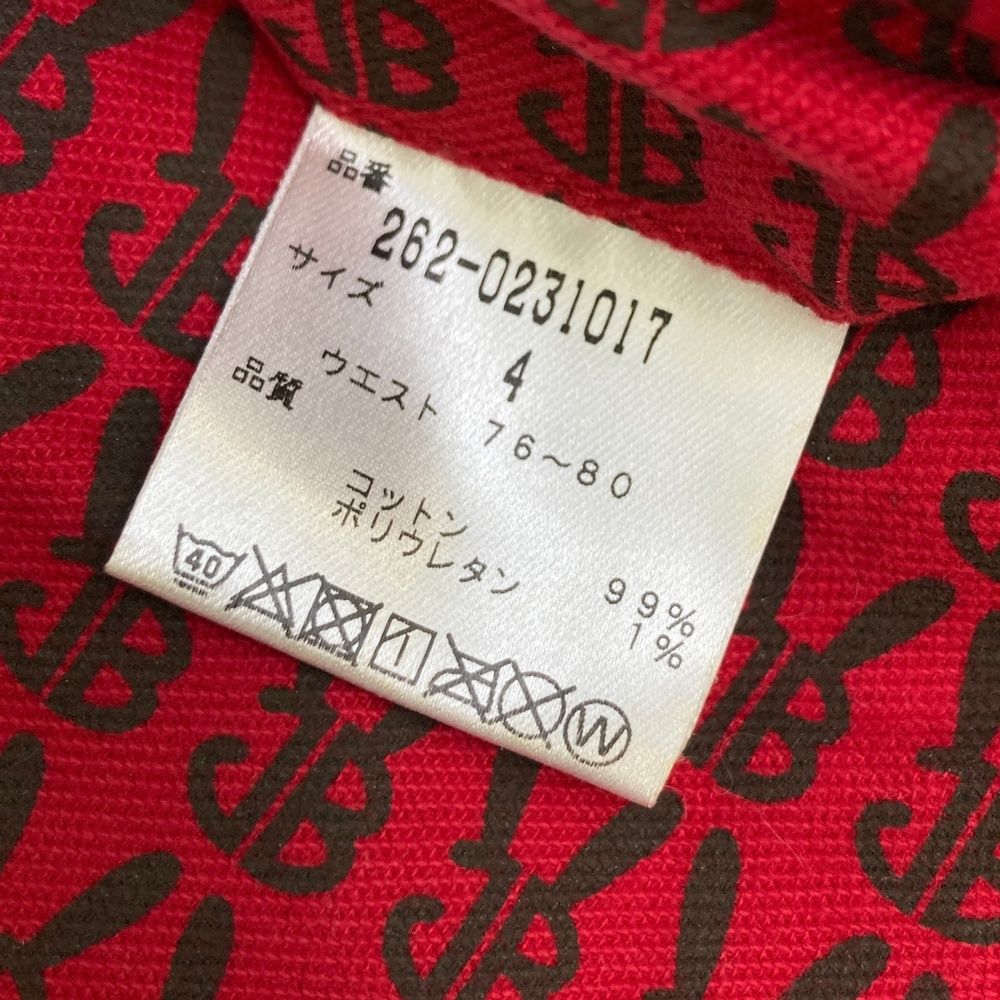 品番
262-0231017
サイズ
4
ウエスト 76~80
品質
コットン 99%
ポリウレタン 1%
40
W
JB